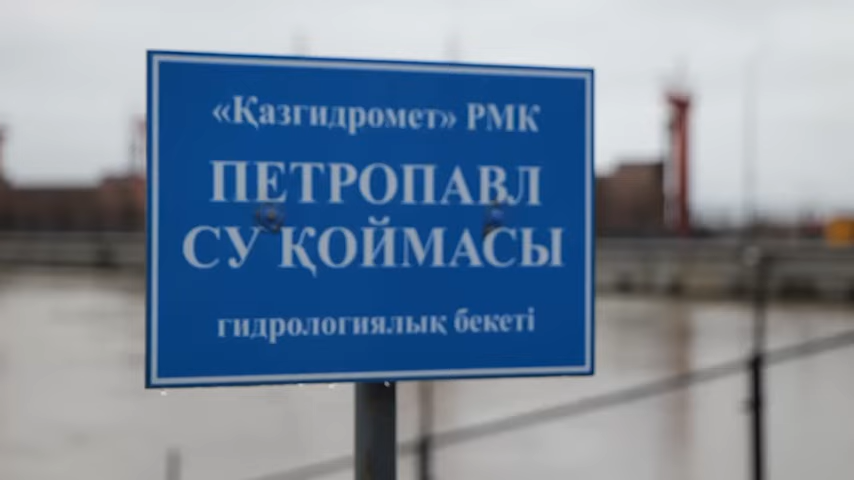 «Қазгидромет» РМК
ПЕТРОПАВЛ
СУ ҚОЙМАСЫ
гидрологиялық бекеті